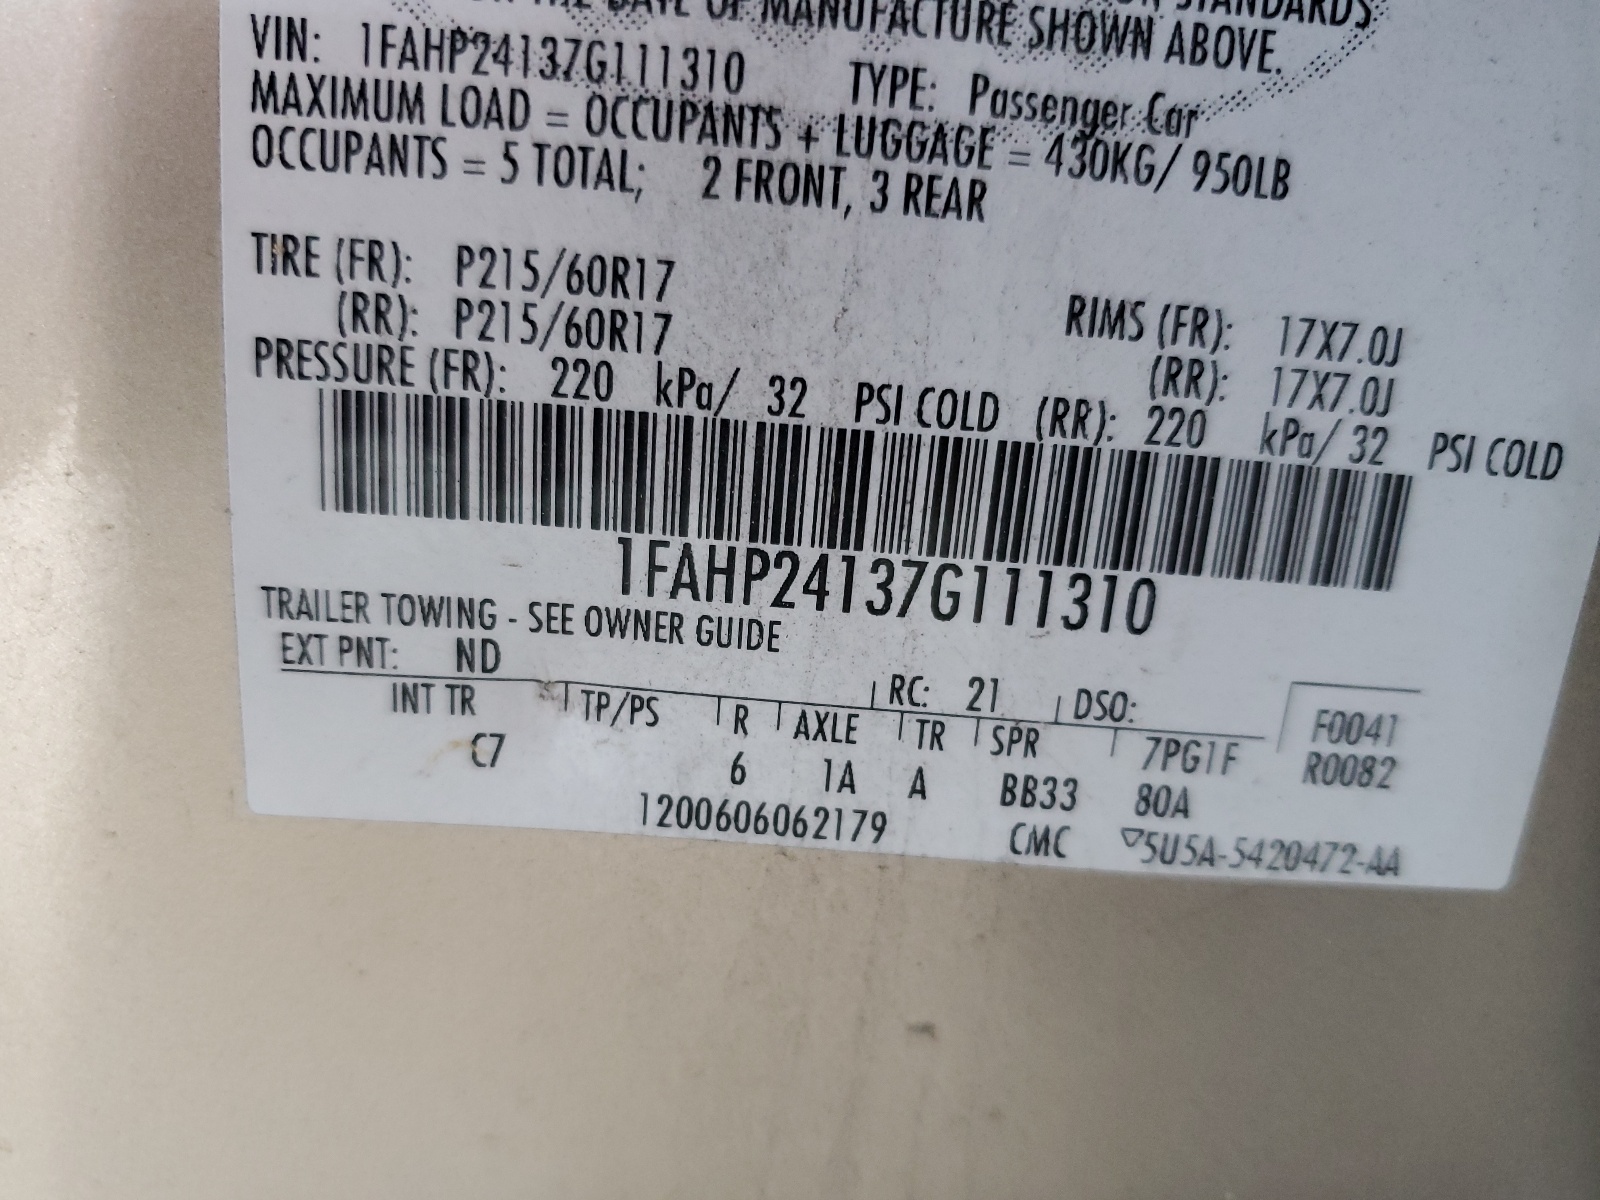 THE DATE OF MANUFACTURE SHOWN ABOVE.
STANDARDS
VIN: 1FAHP24137G111310 TYPE: Passenger Car
MAXIMUM LOAD = OCCUPANTS + LUGGAGE = 430KG/ 950LB
OCCUPANTS = 5 TOTAL; 2 FRONT, 3 REAR
TIRE (FR): P215/60R17 RIMS (FR): 17X7.0J
(RR): P215/60R17 (RR): 17X7.0J
PRESSURE (FR): 220 kPa/ 32 PSI COLD (RR): 220 kPa/ 32 PSI COLD
1FAHP24137G111310
TRAILER TOWING - SEE OWNER GUIDE
EXT PNT: ND RC: 21 DSO:
INT TR TP/PS R AXLE TR SPR 7PG1F F0041
C7 6 1A A BB33 80A R0082
1200606062179 CMC ▽5U5A-5420472-AA